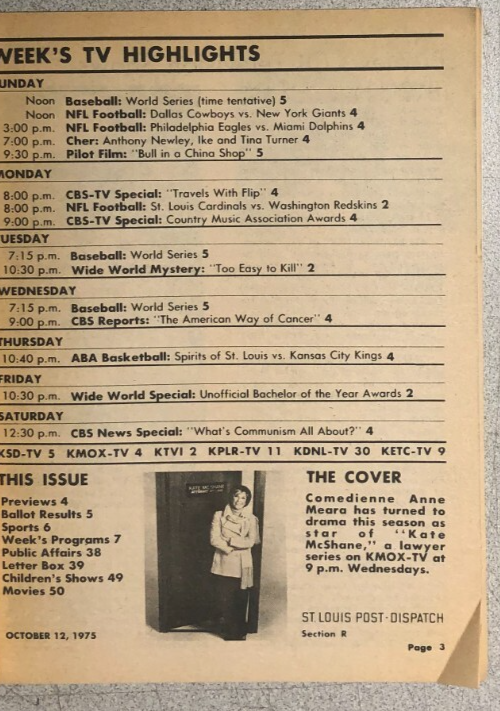 WEEK'S TV HIGHLIGHTS
UNDAY
Noon Baseball: World Series (time tentative) 5
Noon NFL Football: Dallas Cowboys vs. New York Giants 4
3:00 p.m. NFL Football: Philadelphia Eagles vs. Miami Dolphins 4
7:00 p.m. Cher: Anthony Newley, Ike and Tina Turner 4
9:30 p.m. Pilot Film: "Bull in a China Shop" 5
MONDAY
8:00 p.m. CBS-TV Special: "Travels With Flip" 4
8:00 p.m. NFL Football: St. Louis Cardinals vs. Washington Redskins 2
9:00 p.m. CBS-TV Special: Country Music Association Awards 4
TUESDAY
7:15 p.m. Baseball: World Series 5
10:30 p.m. Wide World Mystery: "Too Easy to Kill" 2
WEDNESDAY
7:15 p.m. Baseball: World Series 5
9:00 p.m. CBS Reports: "The American Way of Cancer" 4
THURSDAY
10:40 p.m. ABA Basketball: Spirits of St. Louis vs. Kansas City Kings 4
FRIDAY
10:30 p.m. Wide World Special: Unofficial Bachelor of the Year Awards 2
SATURDAY
12:30 p.m. CBS News Special: "What's Communism All About?" 4
KSD-TV 5 KMOX-TV 4 KTVI 2 KPLR-TV 11 KDNL-TV 30 KETC-TV 9
THIS ISSUE
Previews 4
Ballot Results 5
Sports 6
Week's Programs 7
Public Affairs 38
Letter Box 39
Children's Shows 49
Movies 50
OCTOBER 12, 1975
KATE McSHANE
THE COVER
Comedienne Anne
Meara has turned to
drama this season as
star of "Kate
McShane," a lawyer
series on KMOX-TV at
9 p.m. Wednesdays.
ST. LOUIS POST-DISPATCH
Section R
Page 3